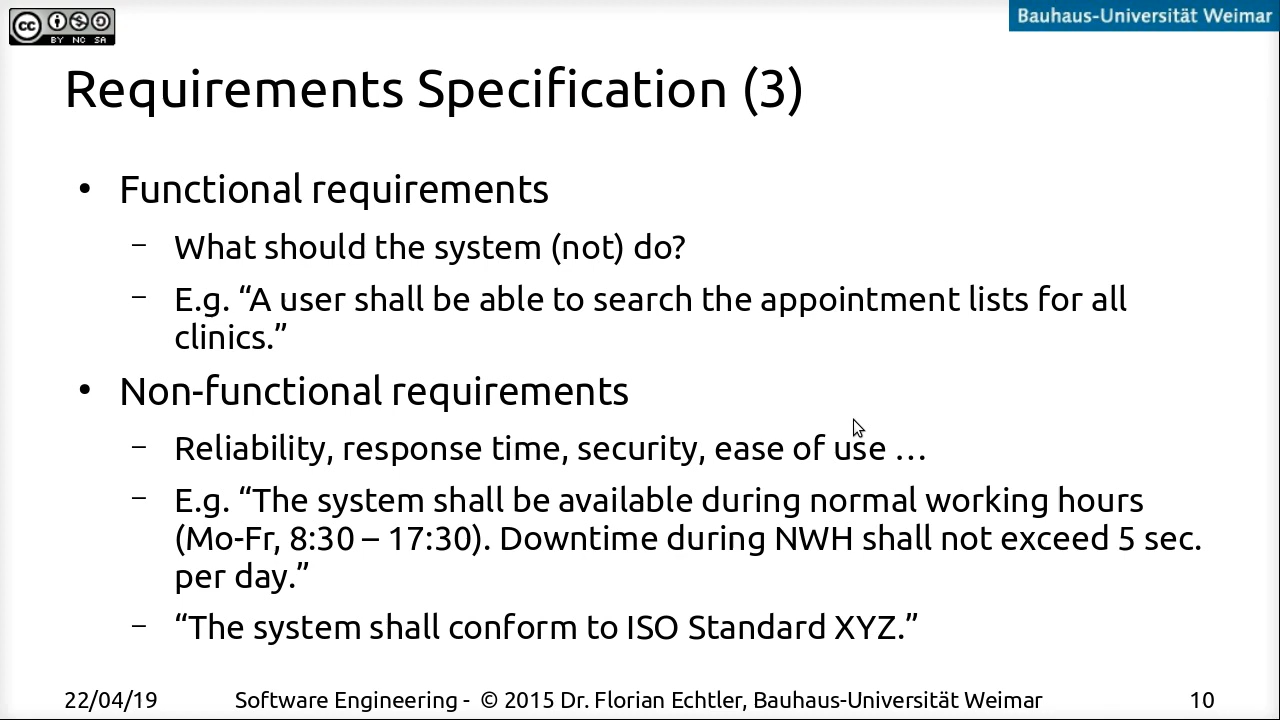 cc BY NC SA
Bauhaus-Universität Weimar
Requirements Specification (3)
• Functional requirements
– What should the system (not) do?
– E.g. “A user shall be able to search the appointment lists for all
clinics.”
• Non-functional requirements
– Reliability, response time, security, ease of use …
– E.g. “The system shall be available during normal working hours
(Mo-Fr, 8:30 – 17:30). Downtime during NWH shall not exceed 5 sec.
per day.”
– “The system shall conform to ISO Standard XYZ.”
22/04/19 Software Engineering - © 2015 Dr. Florian Echtler, Bauhaus-Universität Weimar 10